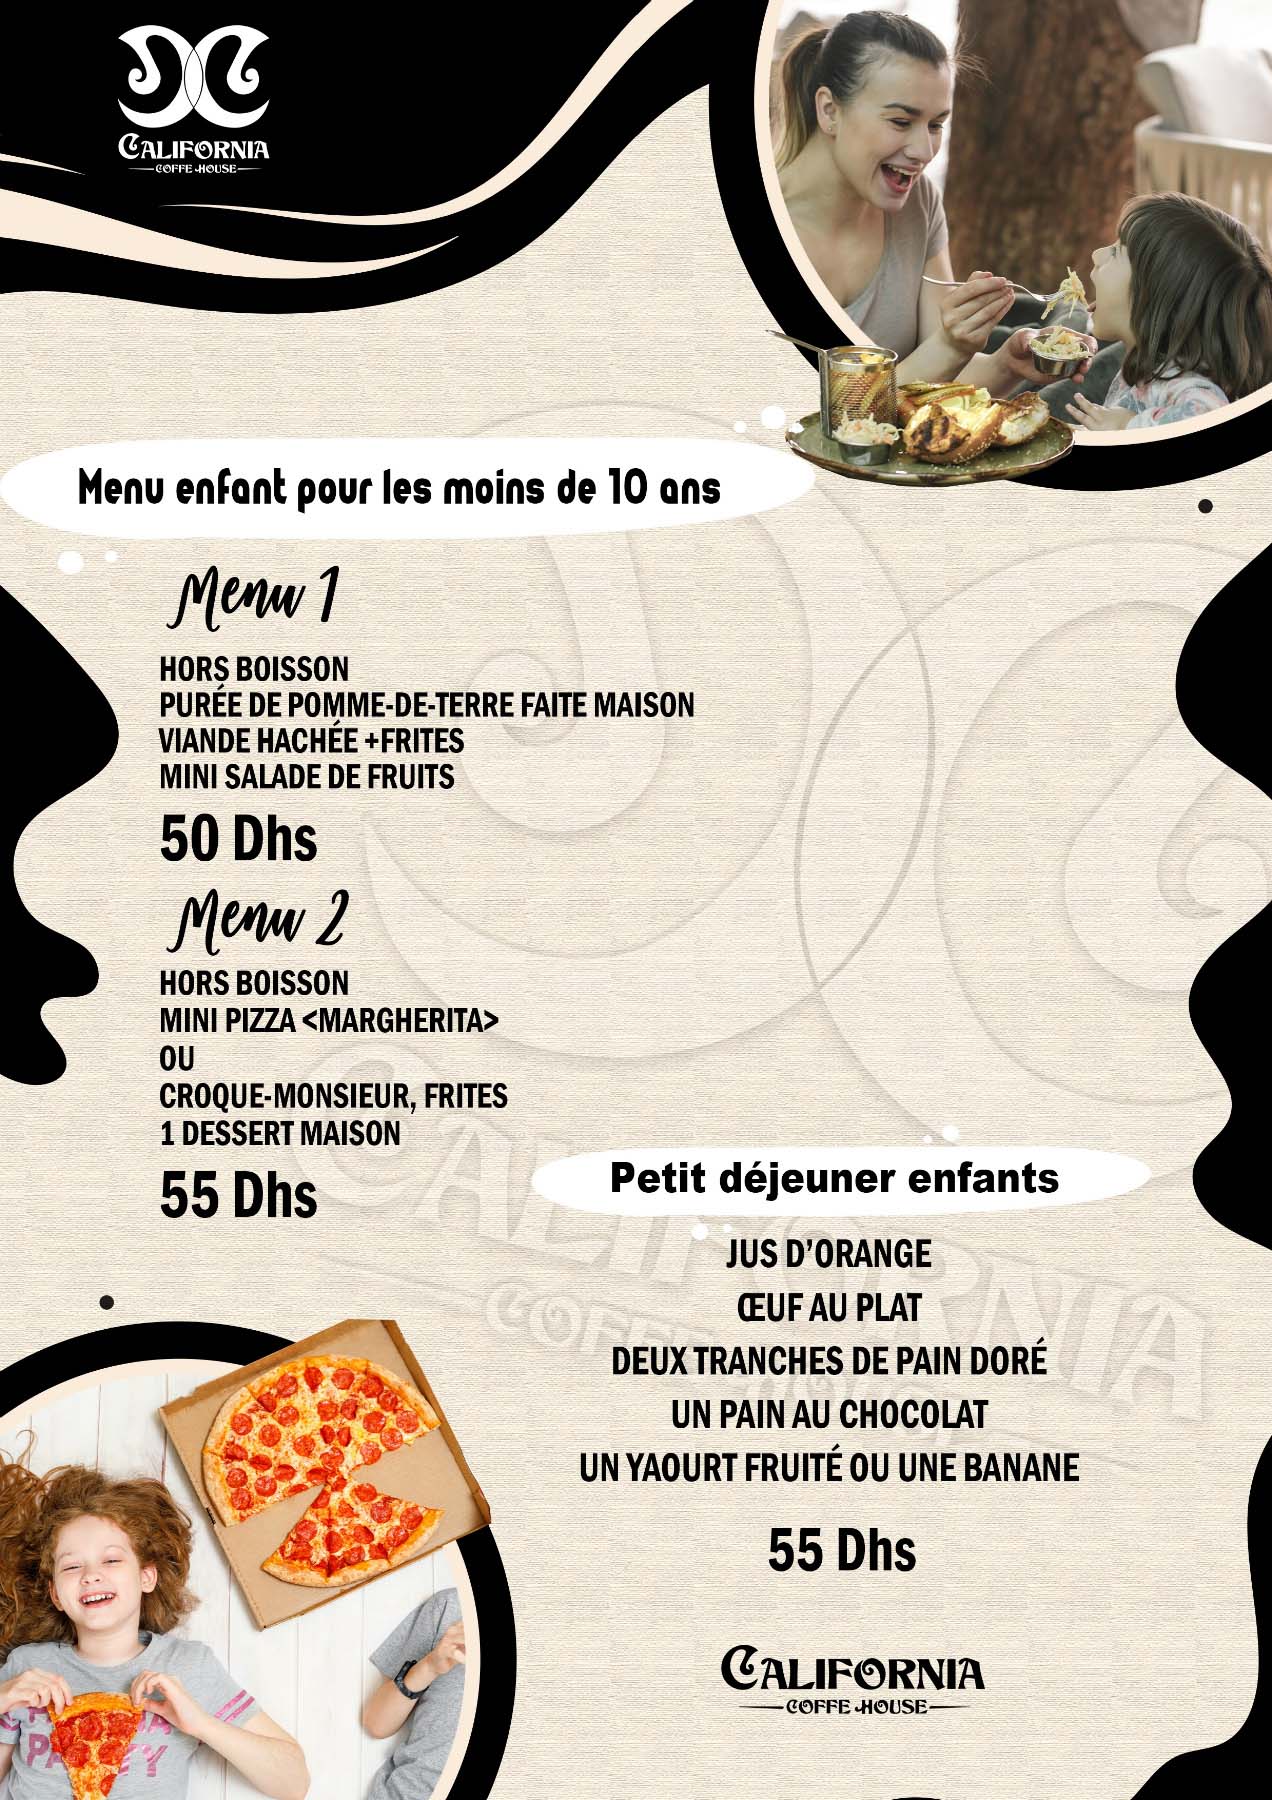 CALIFORNIA
COFFE HOUSE
Menu enfant pour les moins de 10 ans
Menu 1
HORS BOISSON
PURÉE DE POMME-DE-TERRE FAITE MAISON
VIANDE HACHÉE +FRITES
MINI SALADE DE FRUITS
50 Dhs
Menu 2
HORS BOISSON
MINI PIZZA <MARGHERITA>
OU
CROQUE-MONSIEUR, FRITES
1 DESSERT MAISON
55 Dhs
Petit déjeuner enfants
JUS D'ORANGE
ŒUF AU PLAT
DEUX TRANCHES DE PAIN DORÉ
UN PAIN AU CHOCOLAT
UN YAOURT FRUITÉ OU UNE BANANE
55 Dhs
CALIFORNIA
COFFE HOUSE
CALIFORNIA
COFFE HOUSE